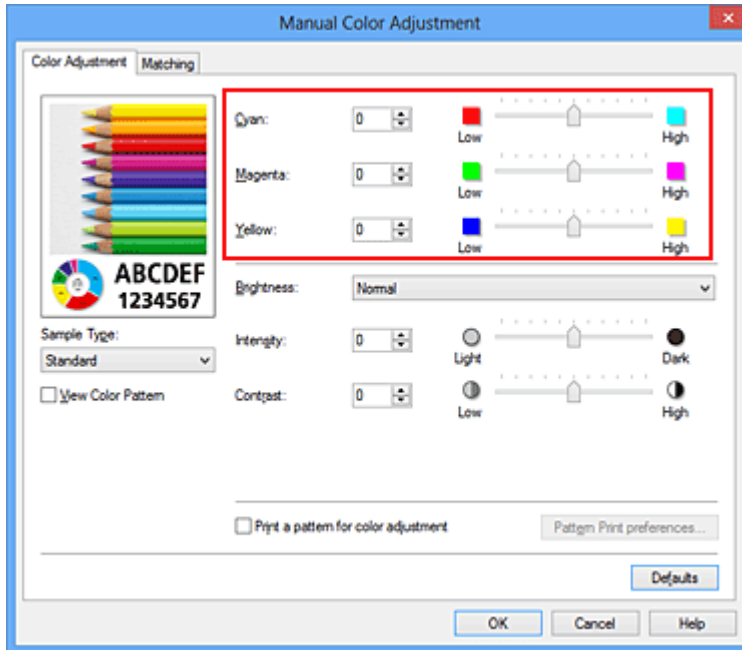 Manual Color Adjustment
Color Adjustment Matching
Cyan: 0 Low High
Magenta: 0 Low High
Yellow: 0 Low High
ABCDEF
1234567
Brightness: Normal
Sample Type:
Standard
Intensity: 0 Light Dark
View Color Pattern
Contrast: 0 Low High
Print a pattern for color adjustment Pattern Print preferences...
Defaults
OK Cancel Help